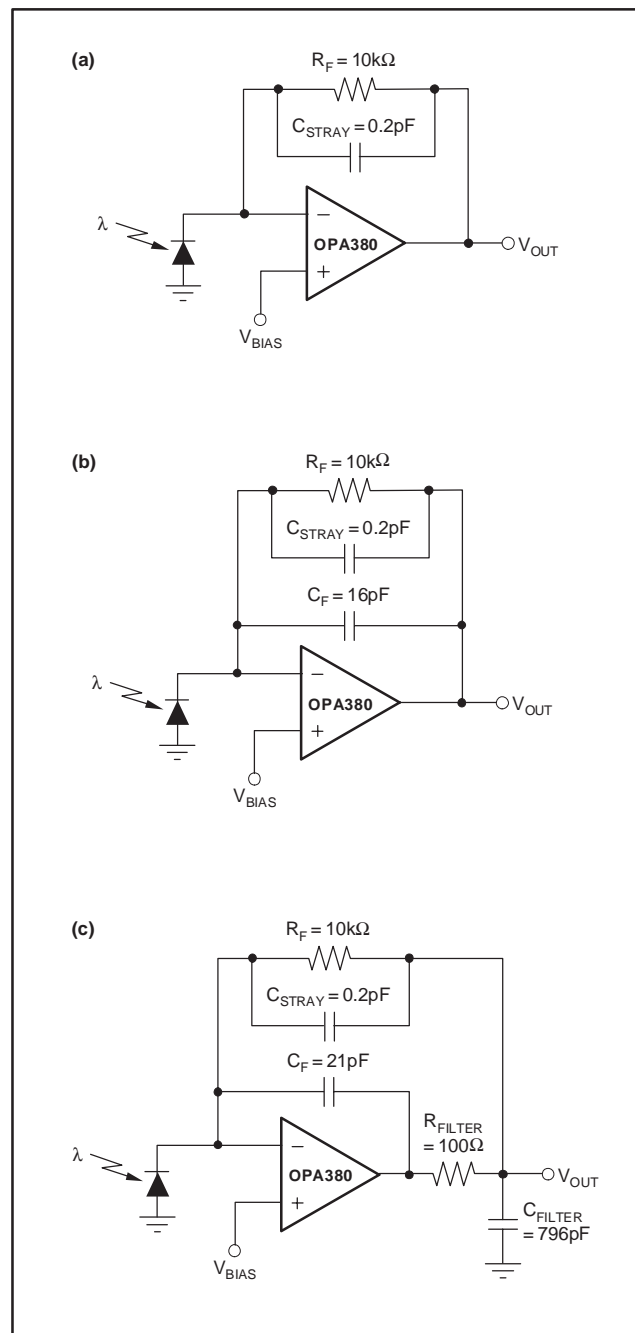 (a)
R_F = 10kΩ
C_STRAY = 0.2pF
λ
−
OPA380
+
V_OUT
V_BIAS
(b)
R_F = 10kΩ
C_STRAY = 0.2pF
C_F = 16pF
λ
−
OPA380
+
V_OUT
V_BIAS
(c)
R_F = 10kΩ
C_STRAY = 0.2pF
C_F = 21pF
R_FILTER
= 100Ω
λ
−
OPA380
+
V_OUT
C_FILTER
= 796pF
V_BIAS